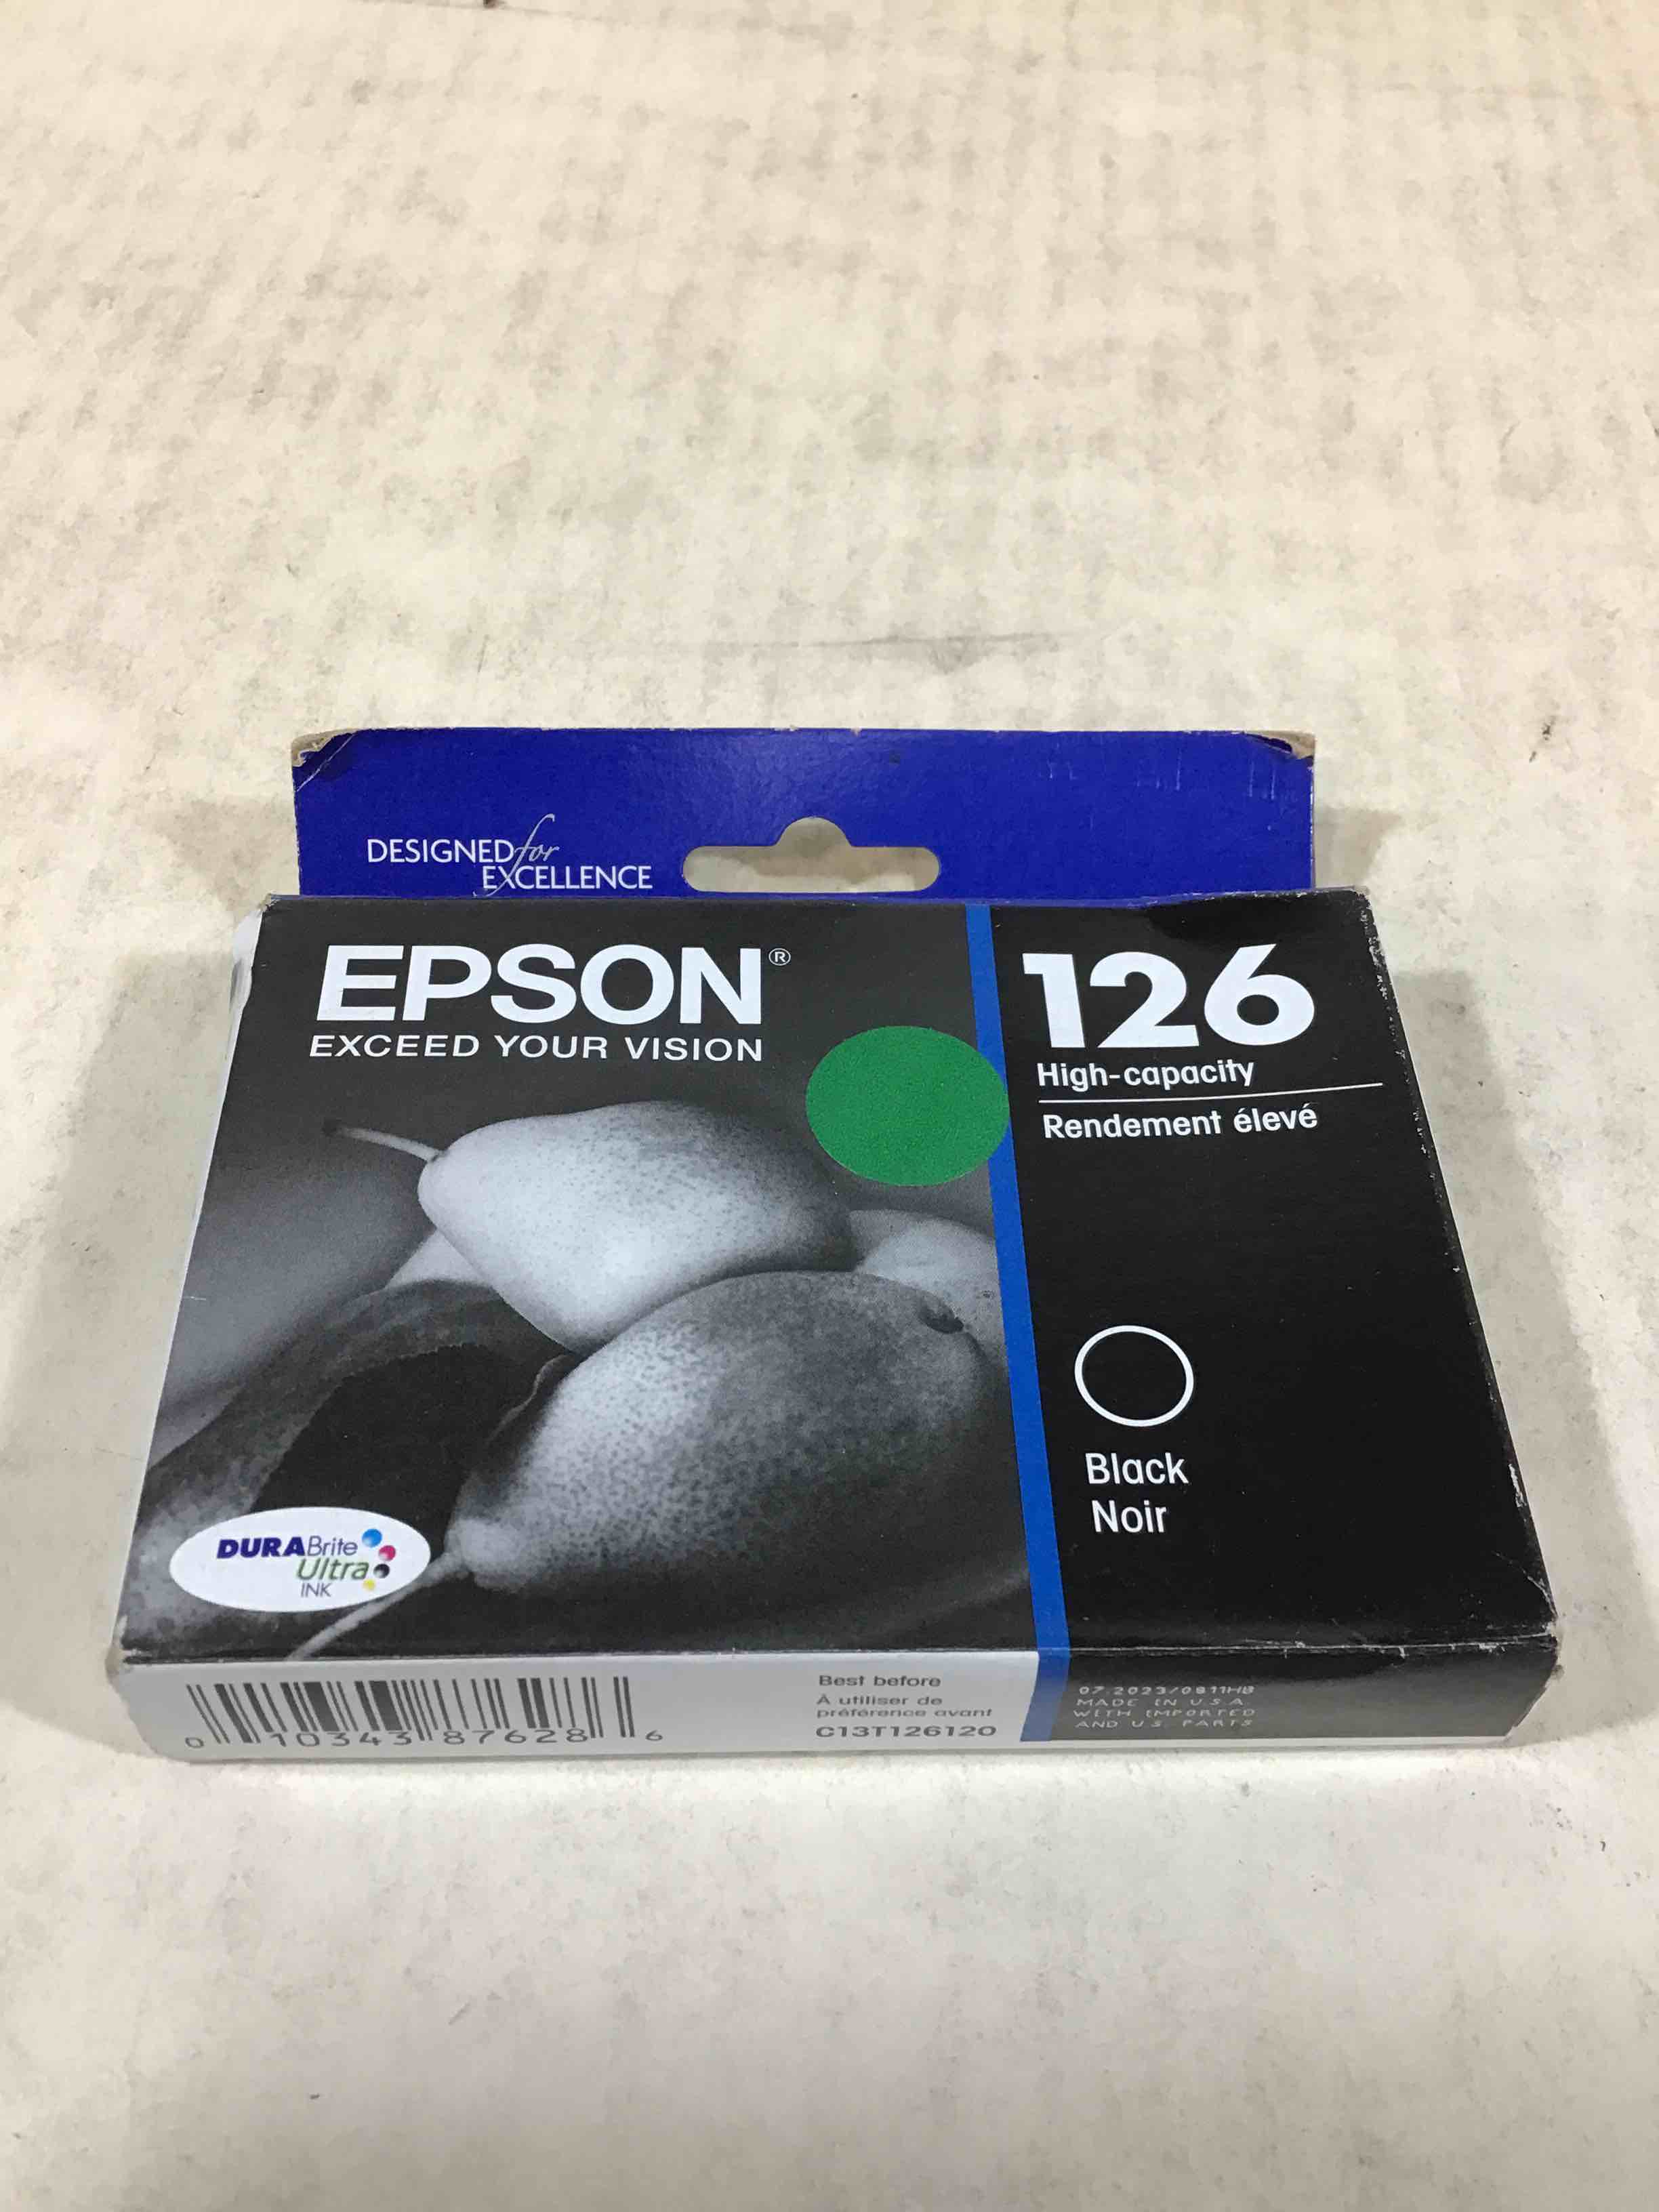 DESIGNED for
EXCELLENCE
EPSON®
EXCEED YOUR VISION
126
High-capacity
Rendement élevé
Black
Noir
DURABrite
Ultra
INK
0 10343 87628 6
Best before
À utiliser de
préférence avant
C13T126120
07.2023/0811HB
MADE IN U.S.A.
WITH IMPORTED
AND U.S. PARTS